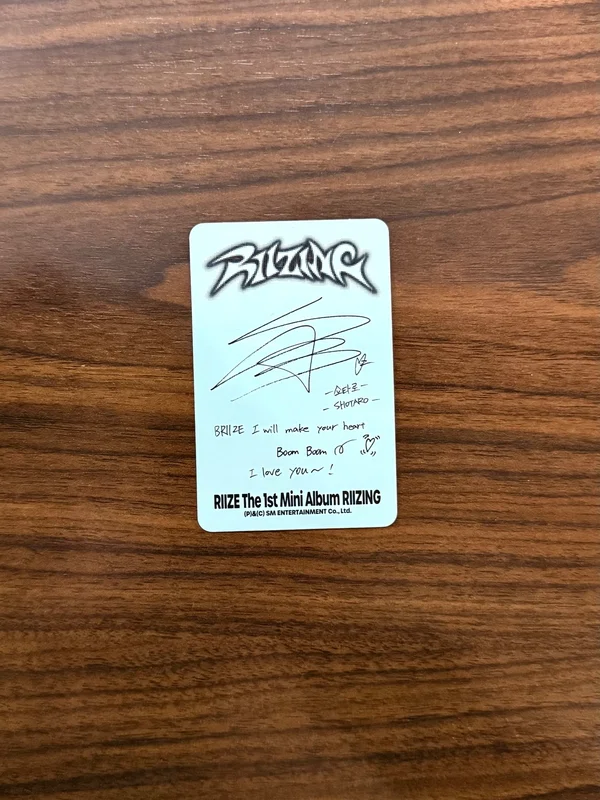 RIIZING
-쇼타로-
- SHOTARO -
BRIIZE I will make your heart
Boom Boom
I love you~!
RIIZE The 1st Mini Album RIIZING
(P)&(C) SM ENTERTAINMENT Co., Ltd.